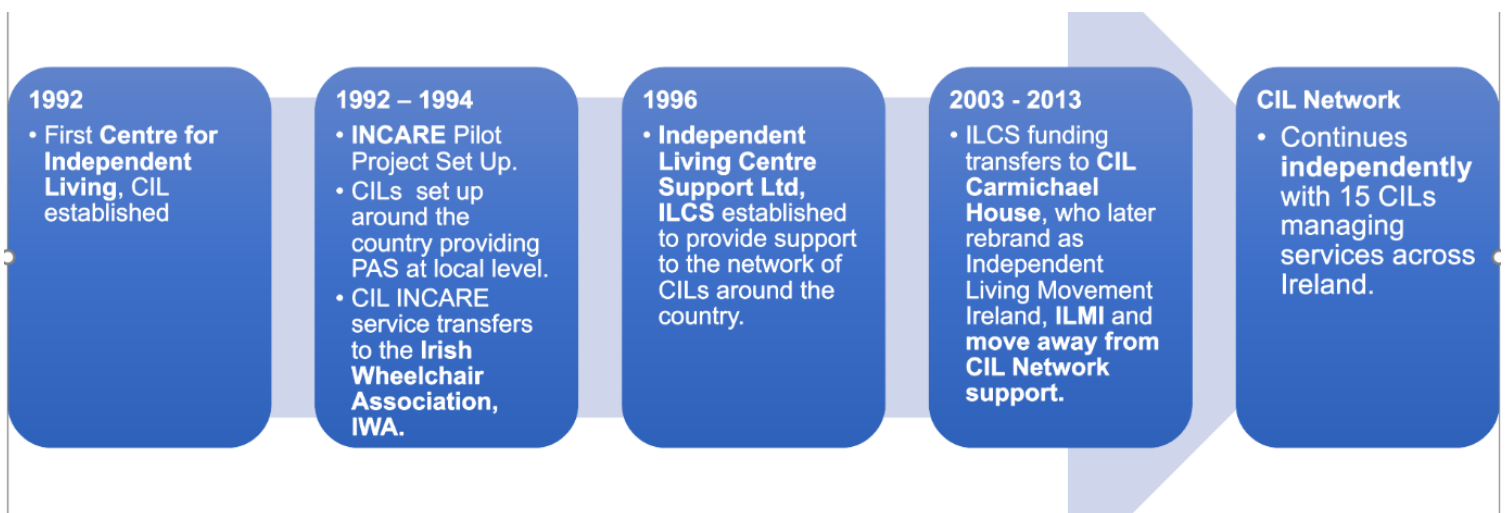 1992
• First Centre for
Independent
Living, CIL
established
1992 – 1994
• INCARE Pilot
Project Set Up.
• CILs set up
around the
country providing
PAS at local level.
• CIL INCARE
service transfers
to the Irish
Wheelchair
Association,
IWA.
1996
• Independent
Living Centre
Support Ltd,
ILCS established
to provide support
to the network of
CILs around the
country.
2003 - 2013
• ILCS funding
transfers to CIL
Carmichael
House, who later
rebrand as
Independent
Living Movement
Ireland, ILMI and
move away from
CIL Network
support.
CIL Network
• Continues
independently
with 15 CILs
managing
services across
Ireland.